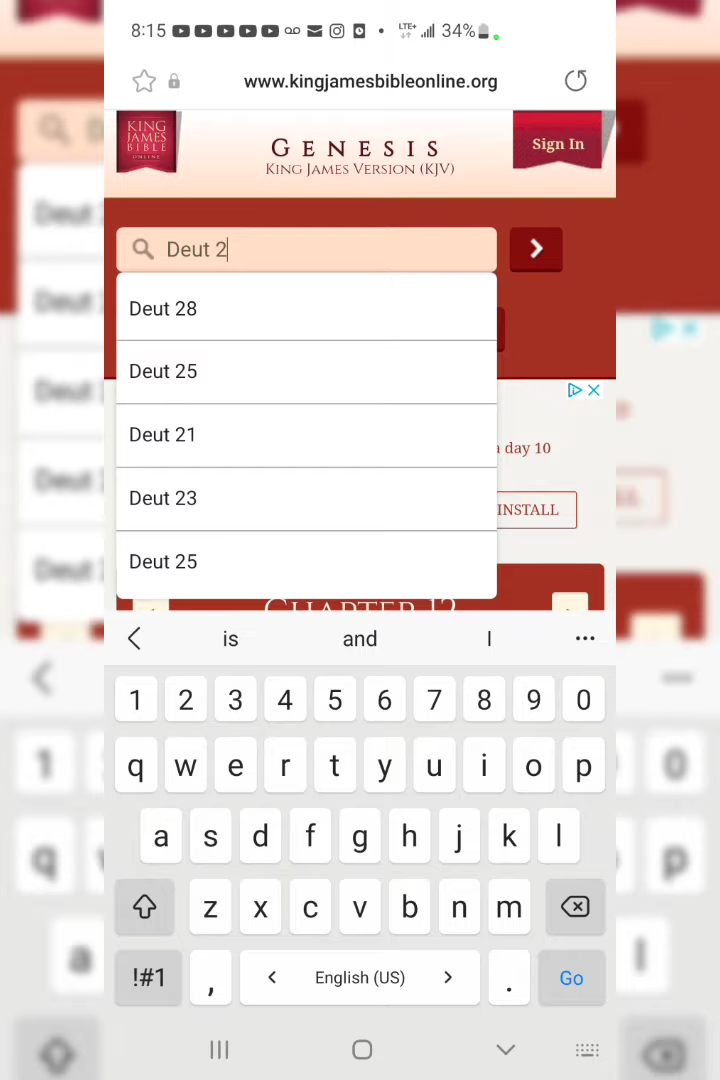 8:15 LTE+ 34%
www.kingjamesbibleonline.org
KING
JAMES
BIBLE
ONLINE
GENESIS
KING JAMES VERSION (KJV)
Sign In
Deut 2
Deut 28
Deut 25
Deut 21
Deut 23
Deut 25
a day 10
INSTALL
CHAPTER 12
is and I ...
1 2 3 4 5 6 7 8 9 0
q w e r t y u i o p
a s d f g h j k l
z x c v b n m
!#1 , < English (US) > . Go